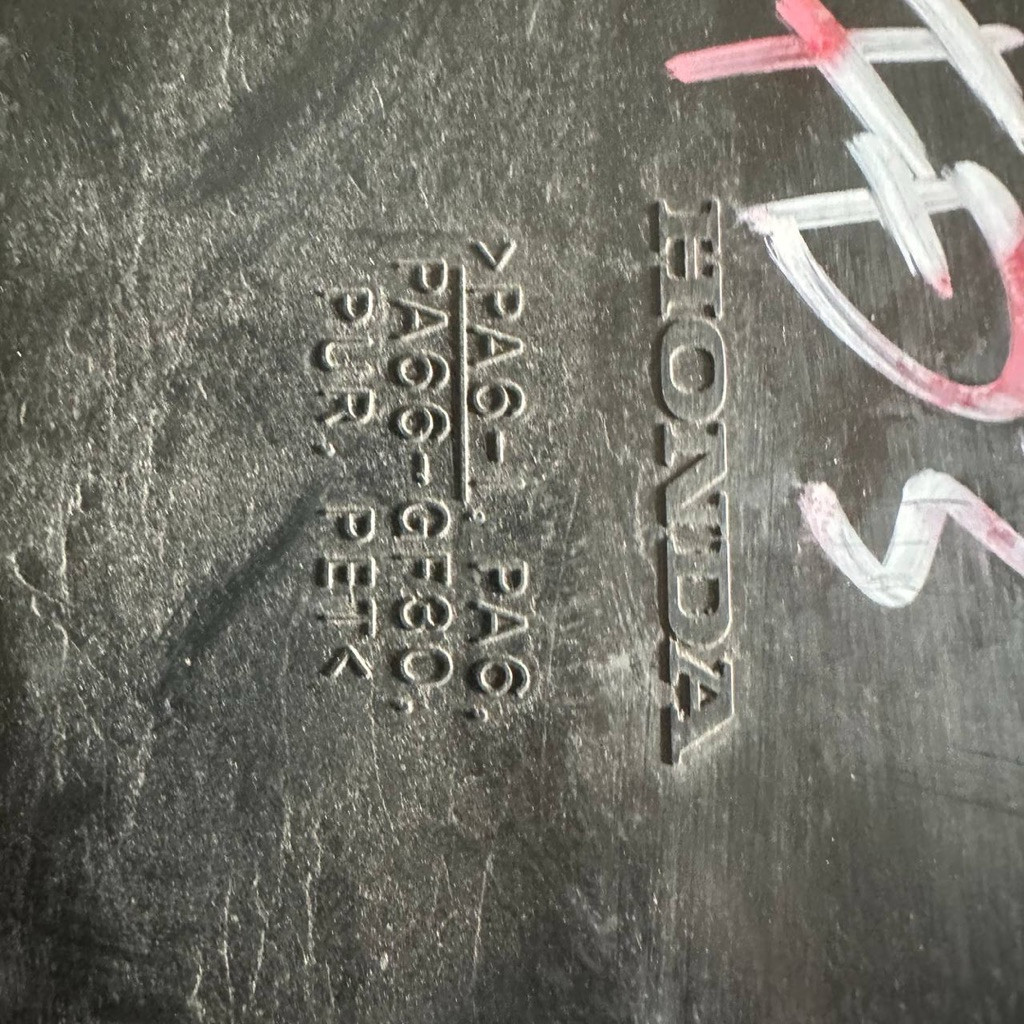 HONDA
>PA6-, PA6,
PA66-GF30,
PUR, PET<